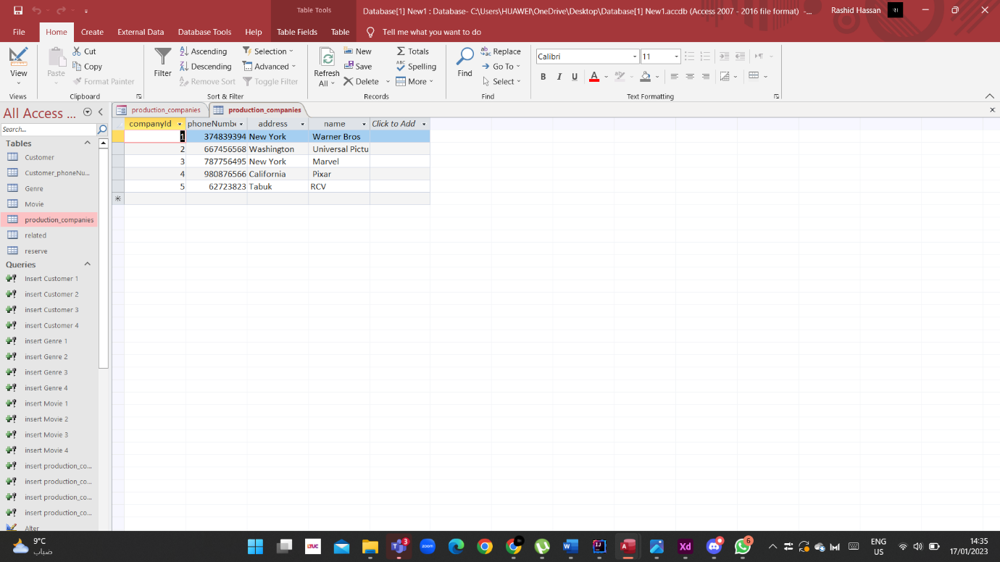 Table Tools
Database[1] New1 : Database- C:\Users\HUAWEI\OneDrive\Desktop\Database[1] New1.accdb (Access 2007 - 2016 file format) -...
Rashid Hassan
File Home Create External Data Database Tools Help Table Fields Table Tell me what you want to do
View
Views
Paste
Cut
Copy
Format Painter
Clipboard
Filter
Ascending
Descending
Remove Sort
Selection
Advanced
Toggle Filter
Sort & Filter
Refresh
All
New
Save
Delete
Totals
Spelling
More
Records
Find
Replace
Go To
Select
Find
Calibri 11
B I U A
Text Formatting
All Access ...
Search...
Tables
Customer
Customer_phoneNu...
Genre
Movie
production_companies
related
reserve
Queries
Insert Customer 1
insert Customer 2
insert Customer 3
insert Customer 4
insert Genre 1
insert Genre 2
insert Genre 3
insert Genre 4
insert Movie 1
insert Movie 2
insert Movie 3
insert Movie 4
insert production_co...
insert production_co...
insert production_co...
insert production_co...
Alter
production_companies production_companies
companyId phoneNumbe address name Click to Add
1 374839394 New York Warner Bros
2 667456568 Washington Universal Pictu
3 787756495 New York Marvel
4 980876566 California Pixar
5 62723823 Tabuk RCV
9°C
ضباب
LTUC
3
zoom
W
IJ
A
Xd
6
ENG
US
14:35
17/01/2023